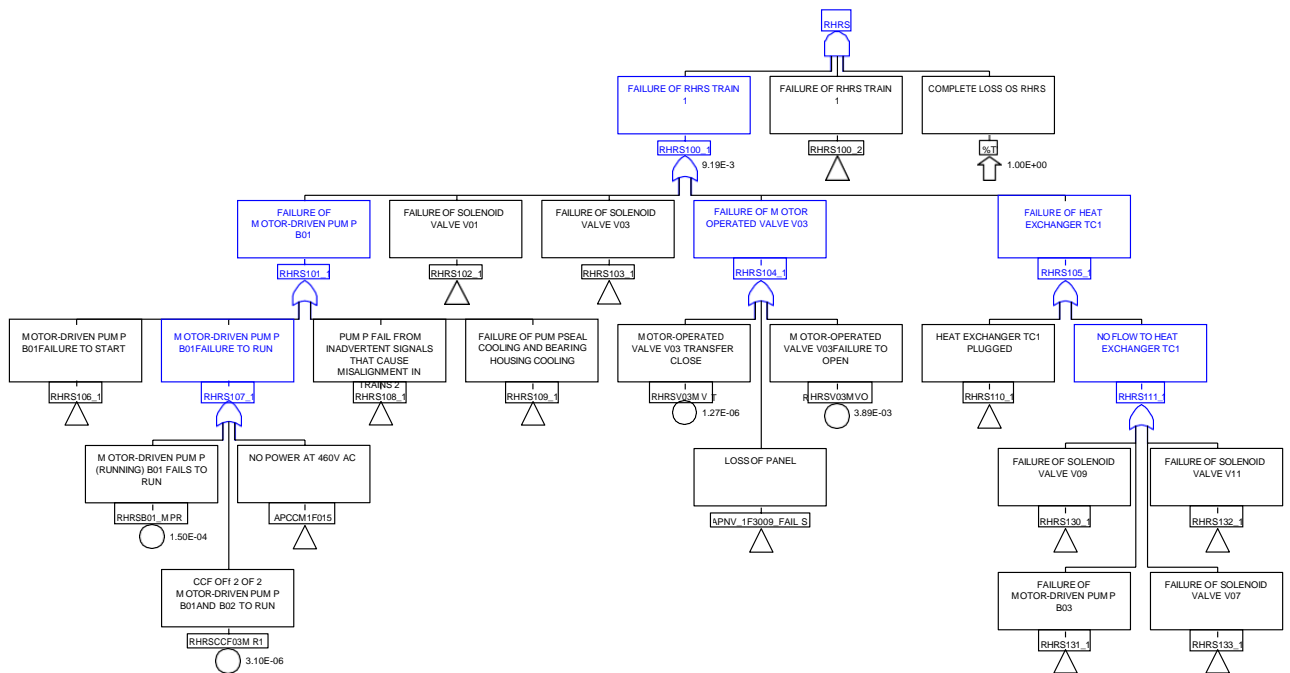 RHRS
FAILURE OF RHRS TRAIN
1
RHRS100_1
9.19E-3
FAILURE OF RHRS TRAIN
1
RHRS100_2
COMPLETE LOSS OS RHRS
%T
1.00E+00
FAILURE OF
MOTOR-DRIVEN PUMP
B01
RHRS101_1
FAILURE OF SOLENOID
VALVE V01
RHRS102_1
FAILURE OF SOLENOID
VALVE V03
RHRS103_1
FAILURE OF MOTOR
OPERATED VALVE V03
RHRS104_1
FAILURE OF HEAT
EXCHANGER TC1
RHRS105_1
MOTOR-DRIVEN PUMP
B01FAILURE TO START
RHRS106_1
MOTOR-DRIVEN PUMP
B01FAILURE TO RUN
RHRS107_1
PUMP FAIL FROM
INADVERTENT SIGNALS
THAT CAUSE
MISALIGNMENT IN
TRAINS 2
RHRS108_1
FAILURE OF PUMPSEAL
COOLING AND BEARING
HOUSING COOLING
RHRS109_1
MOTOR-OPERATED
VALVE V03 TRANSFER
CLOSE
RHRSV03MVT
1.27E-06
MOTOR-OPERATED
VALVE V03FAILURE TO
OPEN
RHRSV03MVO
3.89E-03
HEAT EXCHANGER TC1
PLUGGED
RHRS110_1
NO FLOW TO HEAT
EXCHANGER TC1
RHRS111_1
MOTOR-DRIVEN PUMP
(RUNNING) B01 FAILS TO
RUN
RHRSB01_MPR
1.50E-04
NO POWER AT 460V AC
APCCM1F015
LOSS OF PANEL
APNV_1F3009_FAILS
FAILURE OF SOLENOID
VALVE V09
RHRS130_1
FAILURE OF SOLENOID
VALVE V11
RHRS132_1
CCF OFf 2 OF 2
MOTOR-DRIVEN PUMP
B01AND B02 TO RUN
RHRSCCF03MR1
3.10E-06
FAILURE OF
MOTOR-DRIVEN PUMP
B03
RHRS131_1
FAILURE OF SOLENOID
VALVE V07
RHRS133_1